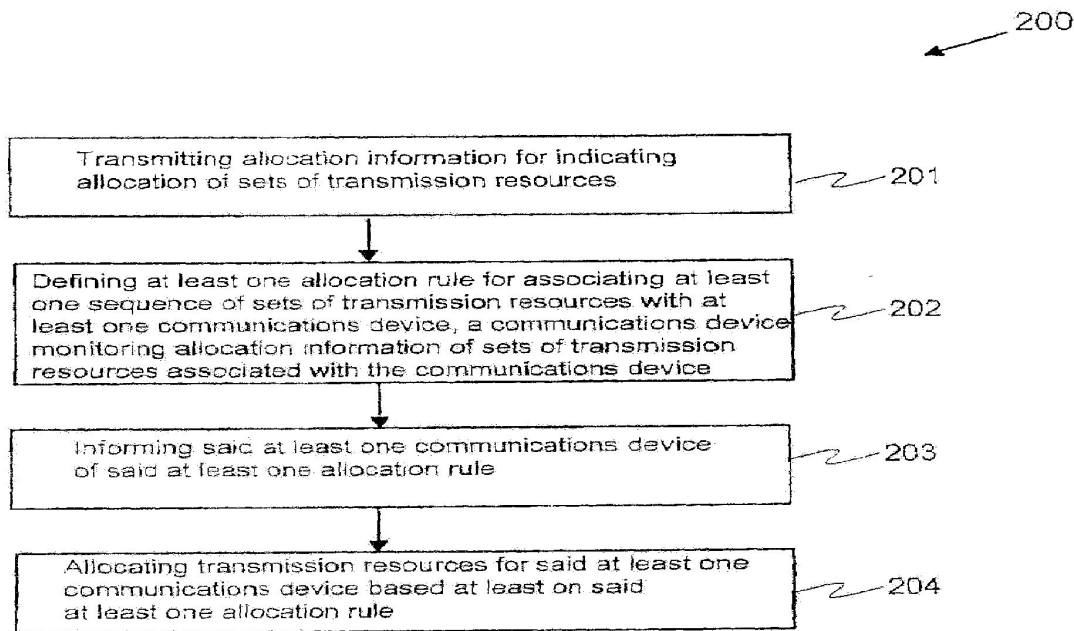 200
Transmitting allocation information for indicating
allocation of sets of transmission resources
201
Defining at least one allocation rule for associating at least
one sequence of sets of transmission resources with at
least one communications device, a communications device
monitoring allocation information of sets of transmission
resources associated with the communications device
202
Informing said at least one communications device
of said at least one allocation rule
203
Allocating transmission resources for said at least one
communications device based at least on said
at least one allocation rule
204